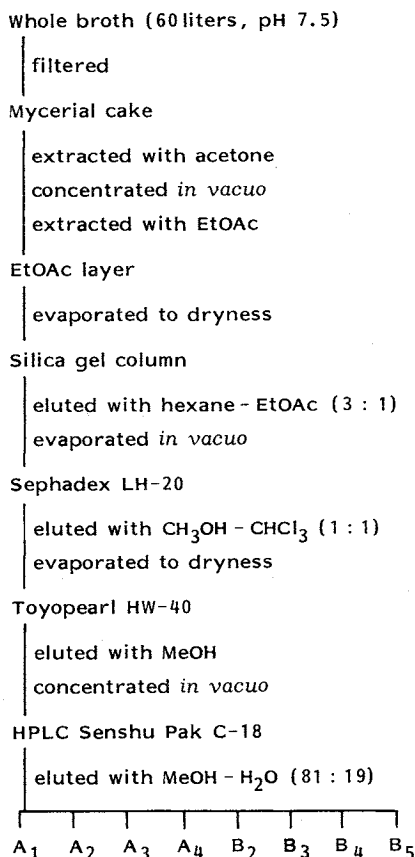 Whole broth (60 liters, pH 7.5)
filtered
Mycerial cake
extracted with acetone
concentrated in vacuo
extracted with EtOAc
EtOAc layer
evaporated to dryness
Silica gel column
eluted with hexane - EtOAc (3 : 1)
evaporated in vacuo
Sephadex LH-20
eluted with CH₃OH - CHCl₃ (1 : 1)
evaporated to dryness
Toyopearl HW-40
eluted with MeOH
concentrated in vacuo
HPLC Senshu Pak C-18
eluted with MeOH - H₂O (81 : 19)
A₁ A₂ A₃ A₄ B₂ B₃ B₄ B₅